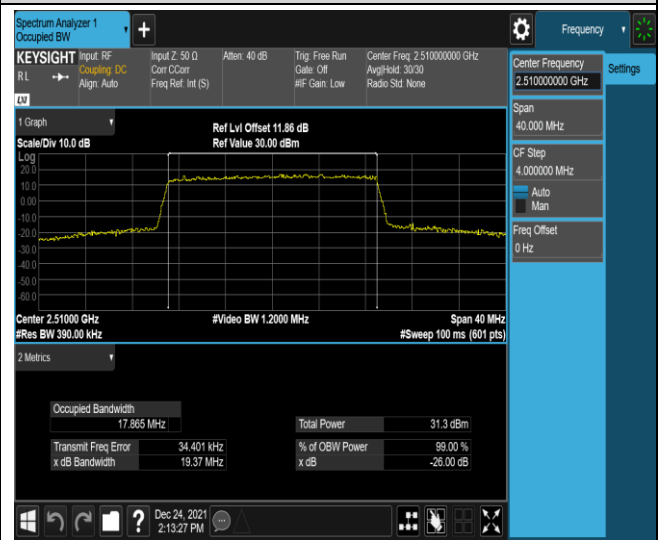 Spectrum Analyzer 1
Occupied BW
+
Frequency
KEYSIGHT
R L
LXI
Input: RF
Coupling: DC
Align: Auto
Input Z: 50 Ω
Corr CCorr
Freq Ref: Int (S)
Atten: 40 dB
Trig: Free Run
Gate: Off
#IF Gain: Low
Center Freq: 2.510000000 GHz
Avg|Hold: 30/30
Radio Std: None
Center Frequency
2.510000000 GHz
Settings
Span
40.000 MHz
CF Step
4.000000 MHz
Auto
Man
Freq Offset
0 Hz
1 Graph
Scale/Div 10.0 dB
Ref Lvl Offset 11.86 dB
Ref Value 30.00 dBm
Log
20.0
10.0
0.00
-10.0
-20.0
-30.0
-40.0
-50.0
-60.0
Center 2.51000 GHz
#Res BW 390.00 kHz
#Video BW 1.2000 MHz
Span 40 MHz
#Sweep 100 ms (601 pts)
2 Metrics
Occupied Bandwidth
17.865 MHz
Total Power 31.3 dBm
Transmit Freq Error 34.401 kHz
% of OBW Power 99.00 %
x dB Bandwidth 19.37 MHz
x dB -26.00 dB
?
Dec 24, 2021
2:13:27 PM